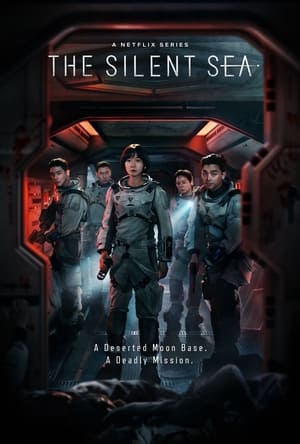 A NETFLIX SERIES
THE SILENT SEA
A Deserted Moon Base.
A Deadly Mission.